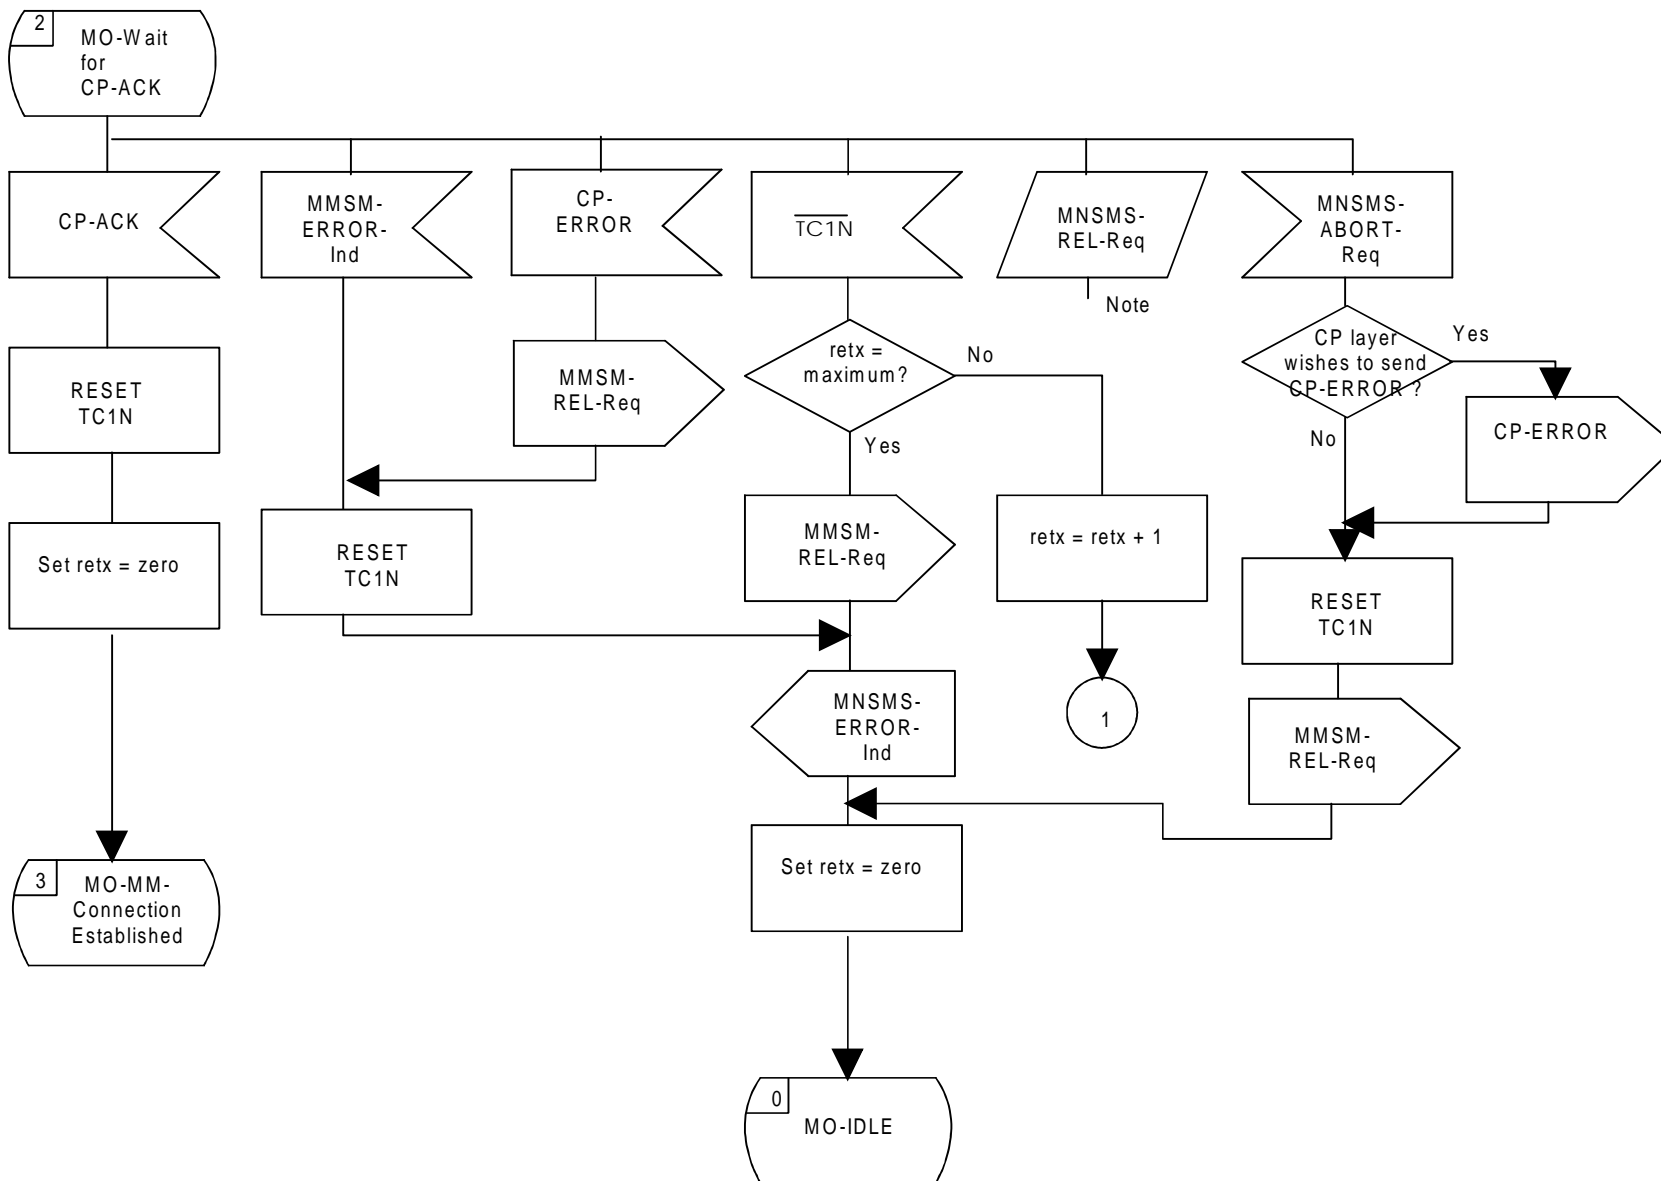 2
MO-Wait
for
CP-ACK
CP-ACK
MMSM-
ERROR-
Ind
CP-
ERROR
TC1N
MNSMS-
REL-Req
Note
MNSMS-
ABORT-
Req
RESET
TC1N
MMSM-
REL-Req
retx =
maximum?
No
Yes
CP layer
wishes to send
CP-ERROR ?
Yes
No
CP-ERROR
Set retx = zero
RESET
TC1N
MMSM-
REL-Req
retx = retx + 1
RESET
TC1N
MNSMS-
ERROR-
Ind
1
MMSM-
REL-Req
Set retx = zero
3
MO-MM-
Connection
Established
0
MO-IDLE